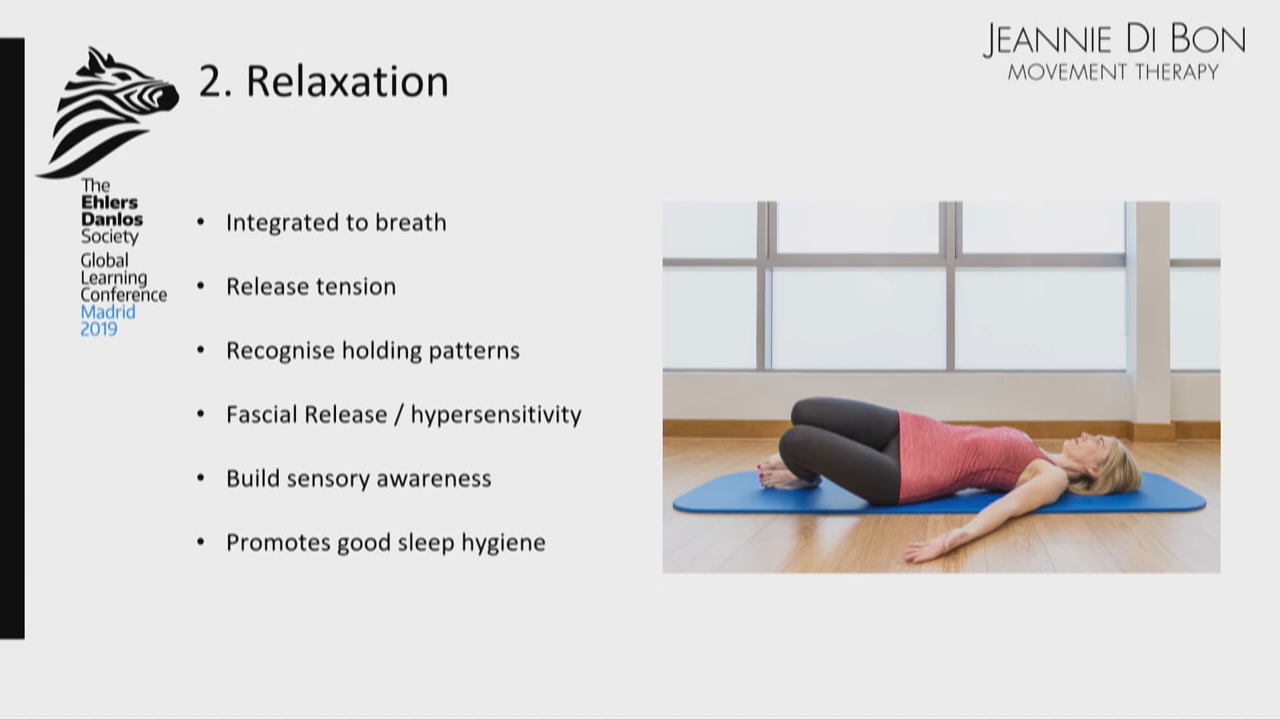 JEANNIE DI BON
MOVEMENT THERAPY
2. Relaxation
The
Ehlers
Danlos
Society
Global
Learning
Conference
Madrid
2019
• Integrated to breath
• Release tension
• Recognise holding patterns
• Fascial Release / hypersensitivity
• Build sensory awareness
• Promotes good sleep hygiene